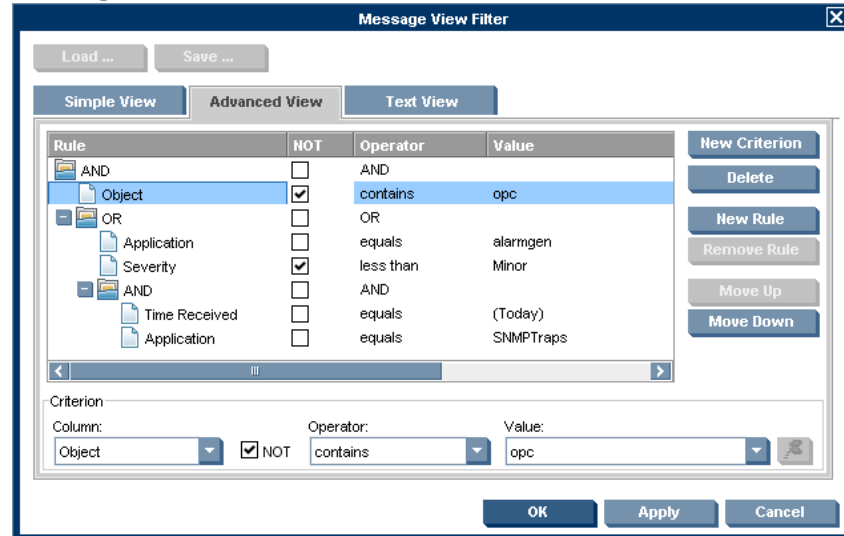 Message View Filter
Load ... Save ...
Simple View Advanced View Text View
Rule NOT Operator Value New Criterion
AND AND
Delete
Object contains opc
OR OR New Rule
Application equals alarmgen
Remove Rule
Severity less than Minor
AND AND Move Up
Time Received equals (Today)
Move Down
Application equals SNMPTraps
Criterion
Column: Operator: Value:
Object NOT contains opc
OK Apply Cancel